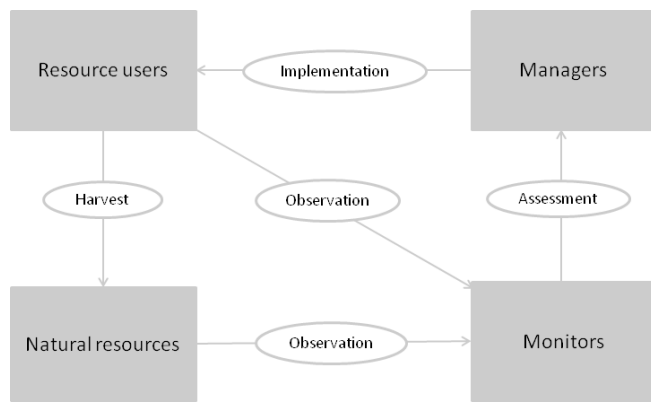 Resource users
Implementation
Managers
Harvest
Observation
Assessment
Natural resources
Observation
Monitors